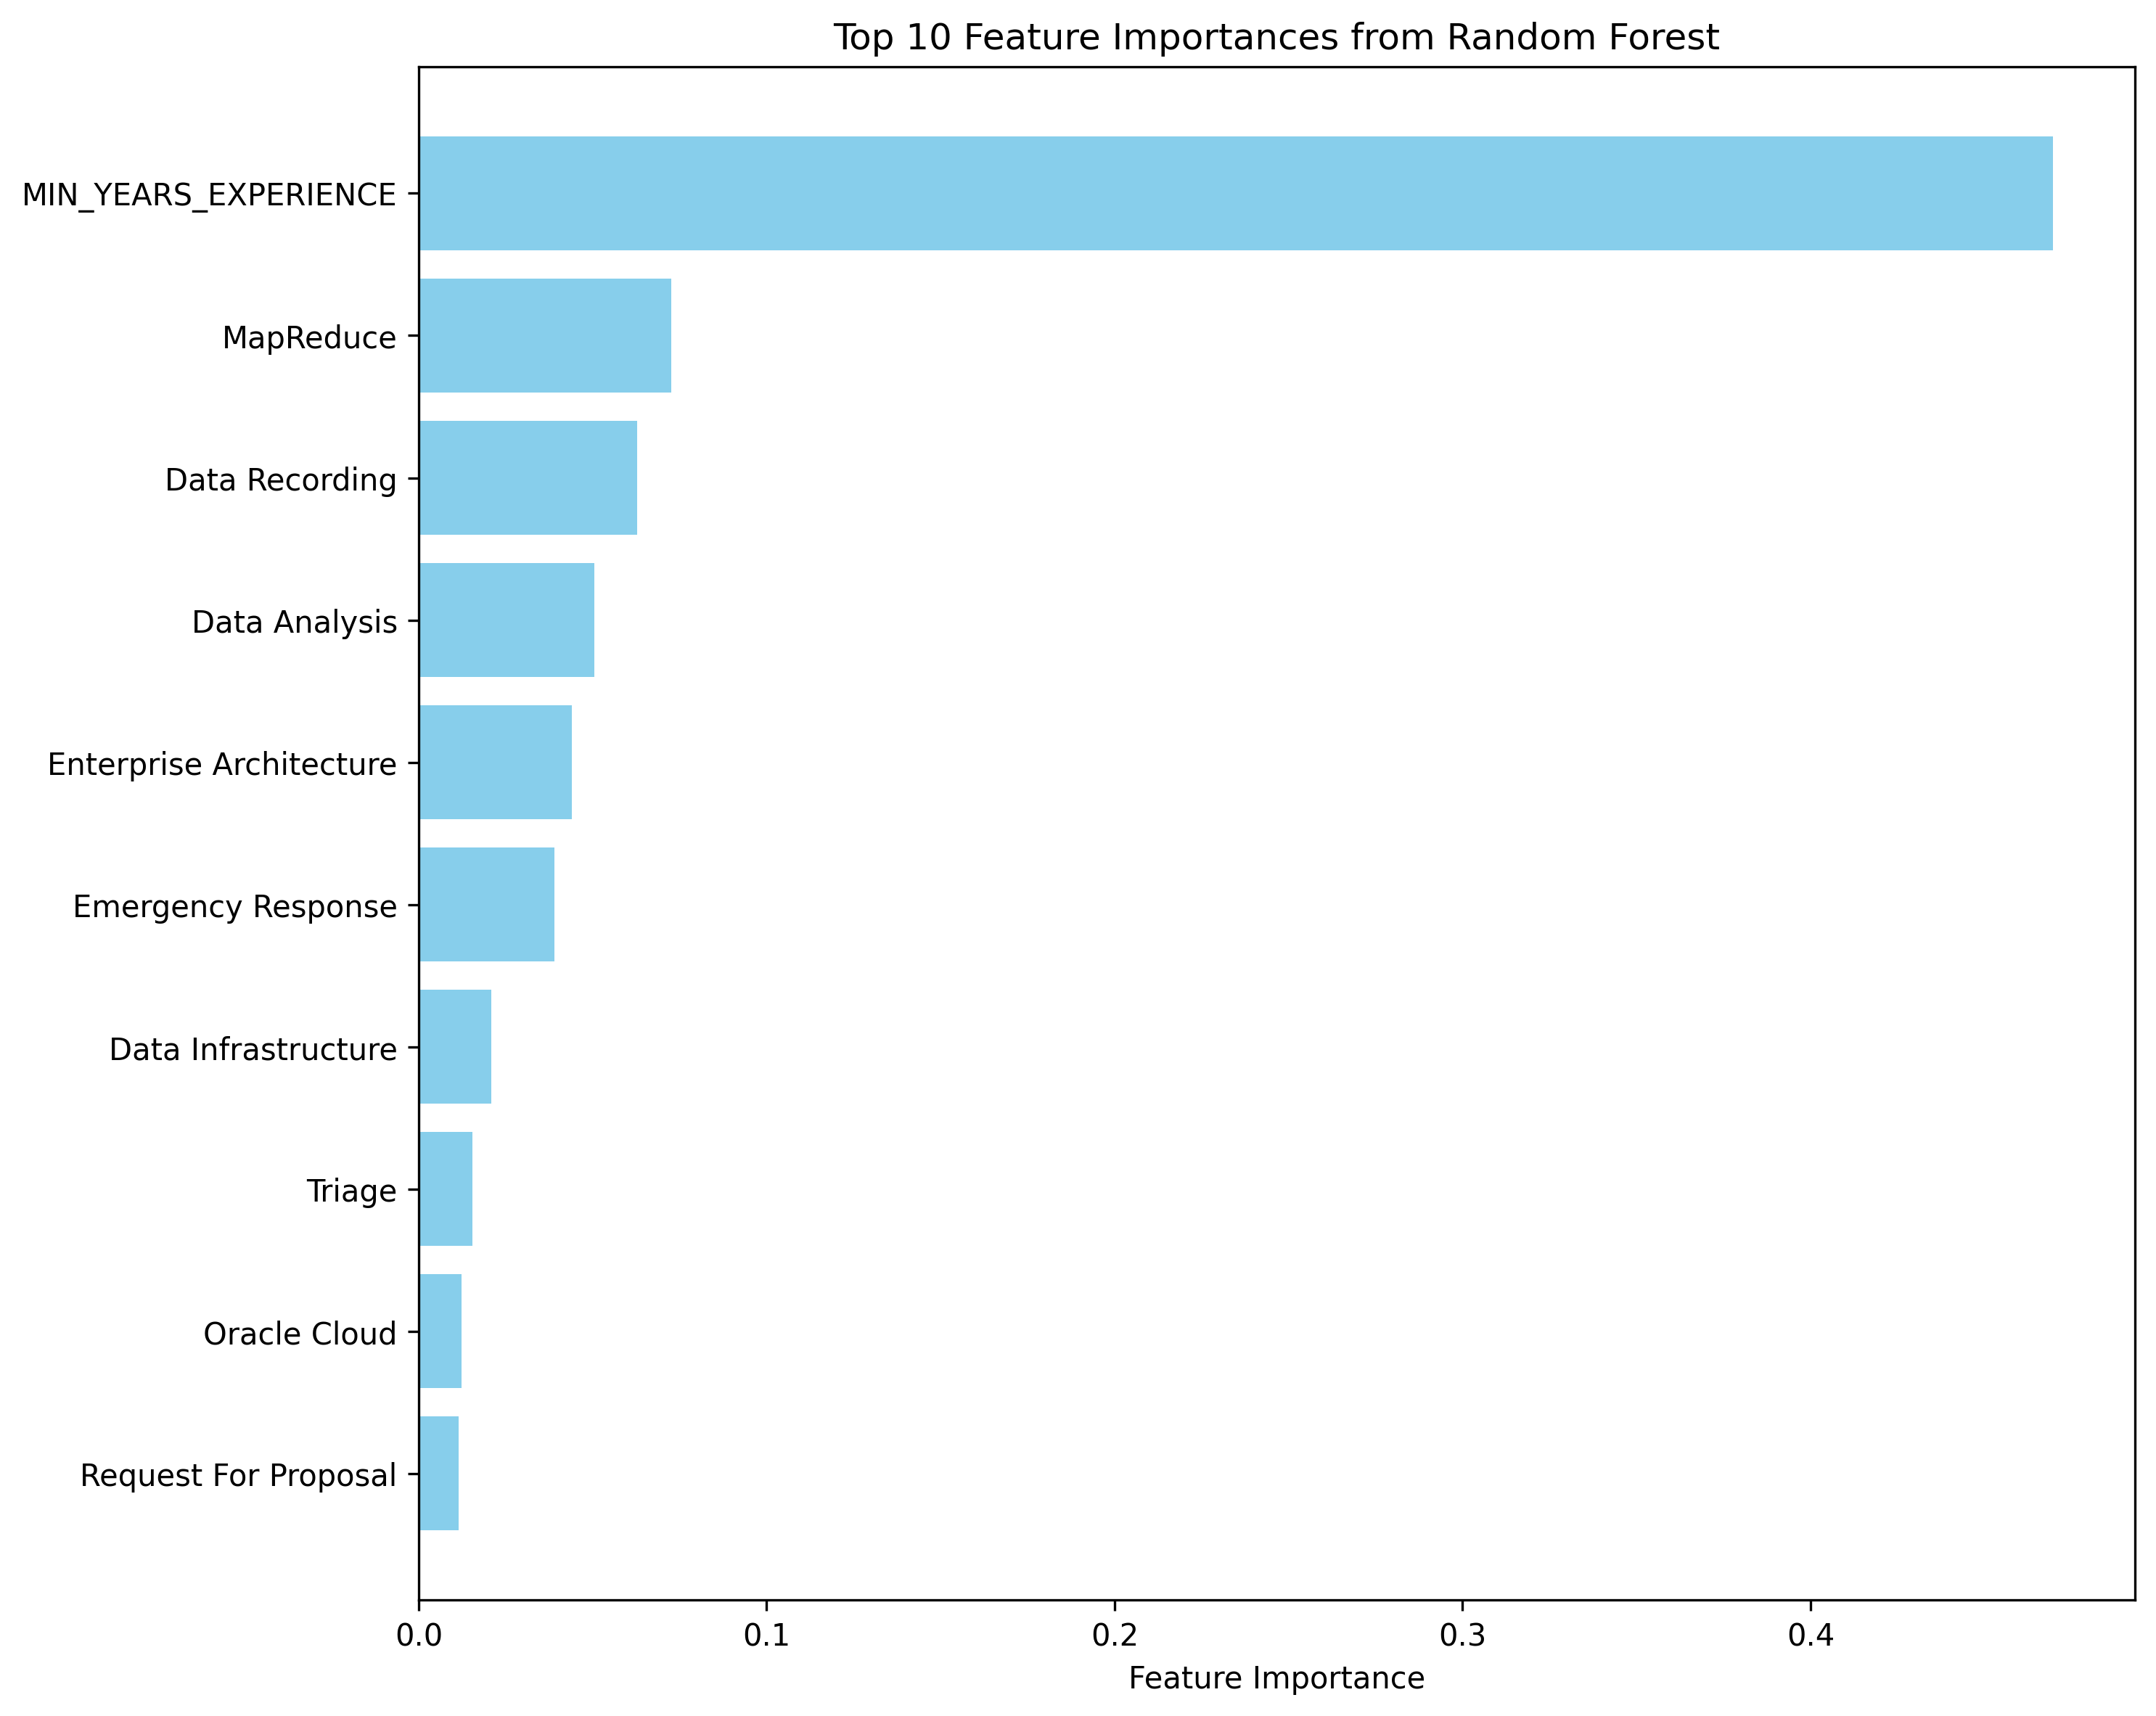 Top 10 Feature Importances from Random Forest
MIN_YEARS_EXPERIENCE
MapReduce
Data Recording
Data Analysis
Enterprise Architecture
Emergency Response
Data Infrastructure
Triage
Oracle Cloud
Request For Proposal
0.0 0.1 0.2 0.3 0.4
Feature Importance